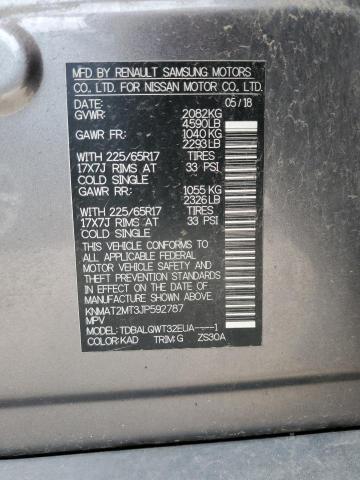 MFD BY RENAULT SAMSUNG MOTORS
CO. LTD. FOR NISSAN MOTOR CO., LTD.
DATE: 05/18
GVWR: 2082KG
4590LB
GAWR FR: 1040KG
2293LB
WITH 225/65R17 TIRES
17X7J RIMS AT 33 PSI
COLD SINGLE
GAWR RR: 1055KG
2326LB
WITH 225/65R17 TIRES
17X7J RIMS AT 33 PSI
COLD SINGLE
THIS VEHICLE CONFORMS TO
ALL APPLICABLE FEDERAL
MOTOR VEHICLE SAFETY AND
THEFT PREVENTION STANDARDS
IN EFFECT ON THE DATE OF
MANUFACTURE SHOWN ABOVE.
KNMAT2MT3JP592787
MPV
MODEL: TDBALQWT32EUA-----1
COLOR: KAD TRIM: G ZS30A